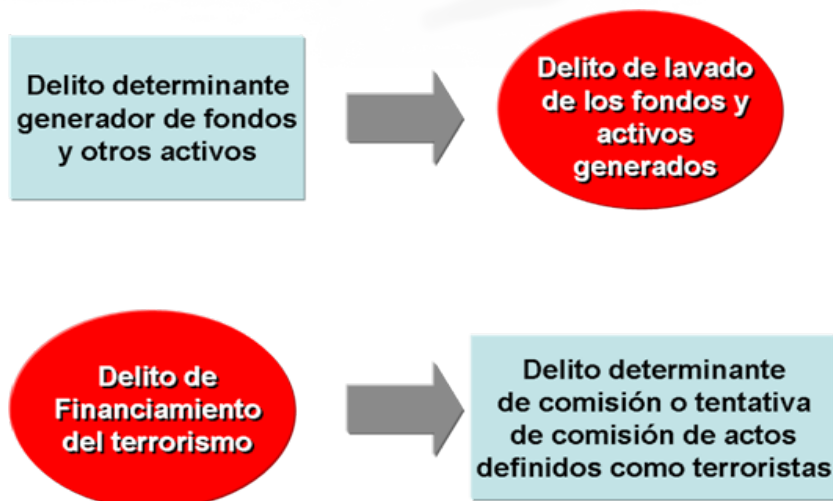 Delito determinante
generador de fondos
y otros activos
Delito de lavado
de los fondos y
activos
generados
Delito de
Financiamiento
del terrorismo
Delito determinante
de comisión o tentativa
de comisión de actos
definidos como terroristas